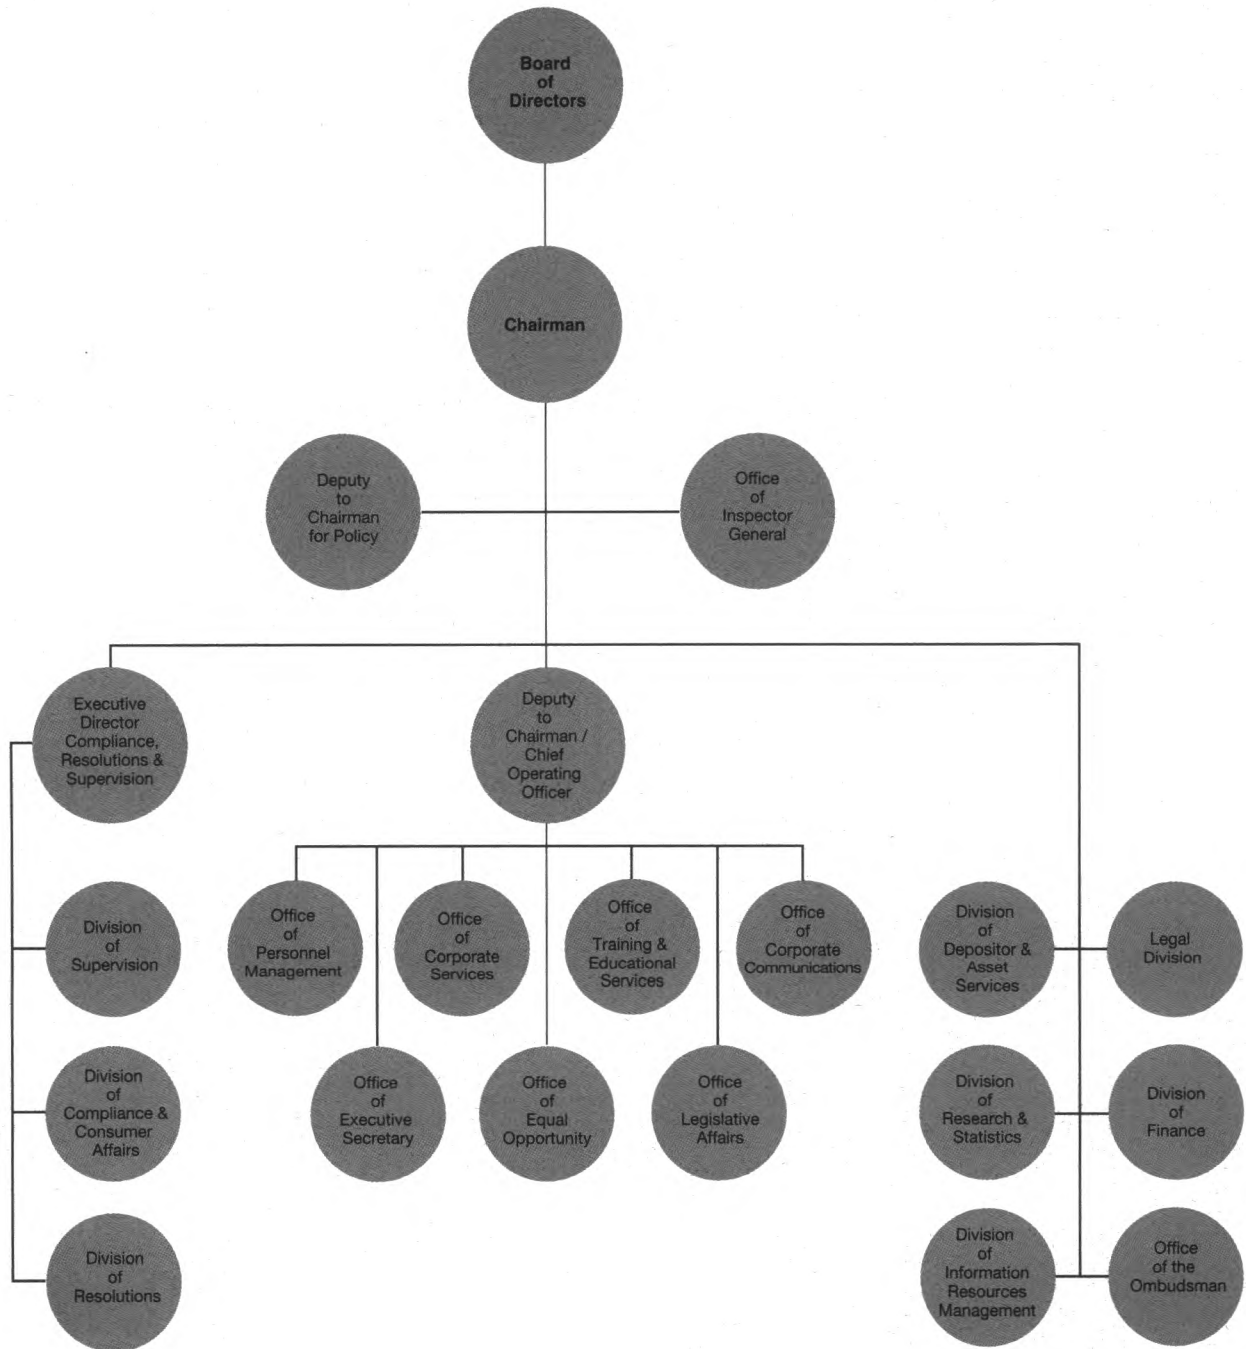 Board
of
Directors
Chairman
Deputy
to
Chairman
for Policy
Office
of
Inspector
General
Executive
Director
Compliance,
Resolutions &
Supervision
Deputy
to
Chairman /
Chief
Operating
Officer
Division
of
Supervision
Division
of
Compliance &
Consumer
Affairs
Division
of
Resolutions
Office
of
Personnel
Management
Office
of
Corporate
Services
Office
of
Training &
Educational
Services
Office
of
Corporate
Communications
Office
of
Executive
Secretary
Office
of
Equal
Opportunity
Office
of
Legislative
Affairs
Division
of
Depositor &
Asset
Services
Legal
Division
Division
of
Research &
Statistics
Division
of
Finance
Division
of
Information
Resources
Management
Office
of the
Ombudsman